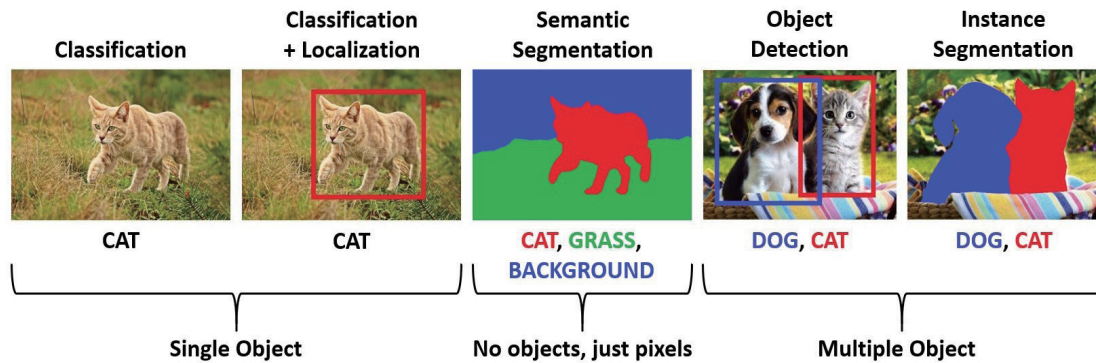 Classification
Classification
+ Localization
Semantic
Segmentation
Object
Detection
Instance
Segmentation
CAT
CAT
CAT, GRASS,
BACKGROUND
DOG, CAT
DOG, CAT
Single Object
No objects, just pixels
Multiple Object